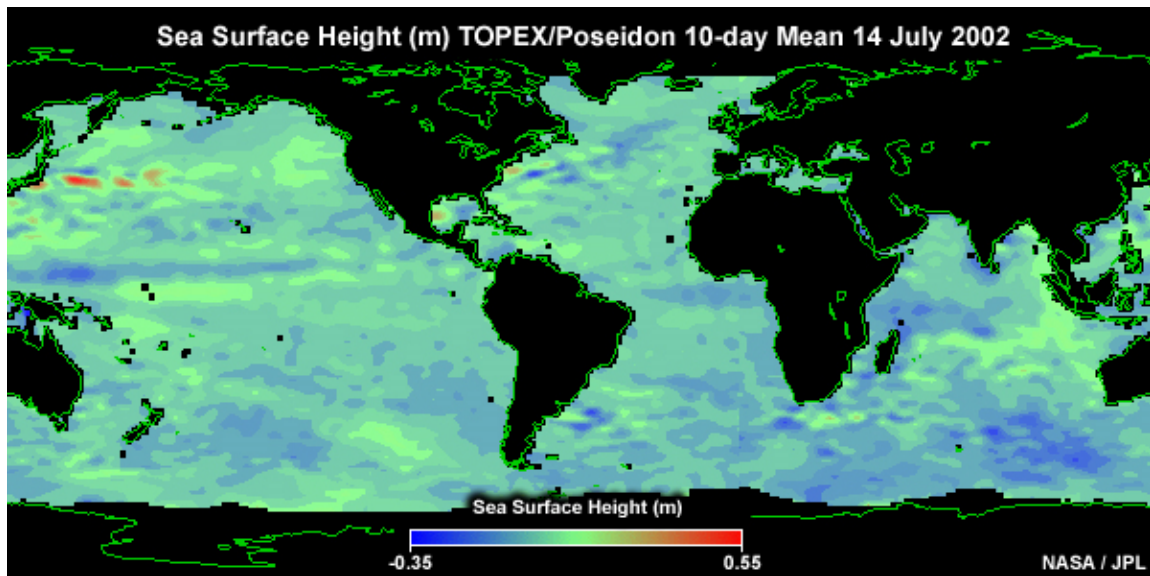 Sea Surface Height (m) TOPEX/Poseidon 10-day Mean 14 July 2002
Sea Surface Height (m)
-0.35 0.55
NASA / JPL